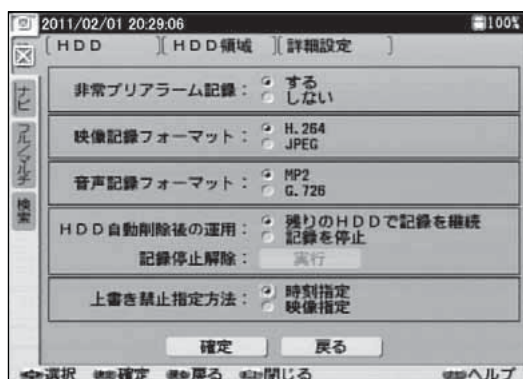 2011/02/01 20:29:06 100%
[HDD ][HDD領域 ][詳細設定 ]
ナビ
フル/マルチ
検索
非常プリアラーム記録： する
しない
映像記録フォーマット： H.264
JPEG
音声記録フォーマット： MP2
G.726
HDD自動削除後の運用： 残りのHDDで記録を継続
記録を停止
記録停止解除： 実行
上書き禁止指定方法： 時刻指定
映像指定
確定 戻る
選択 確定 戻る 閉じる ヘルプ